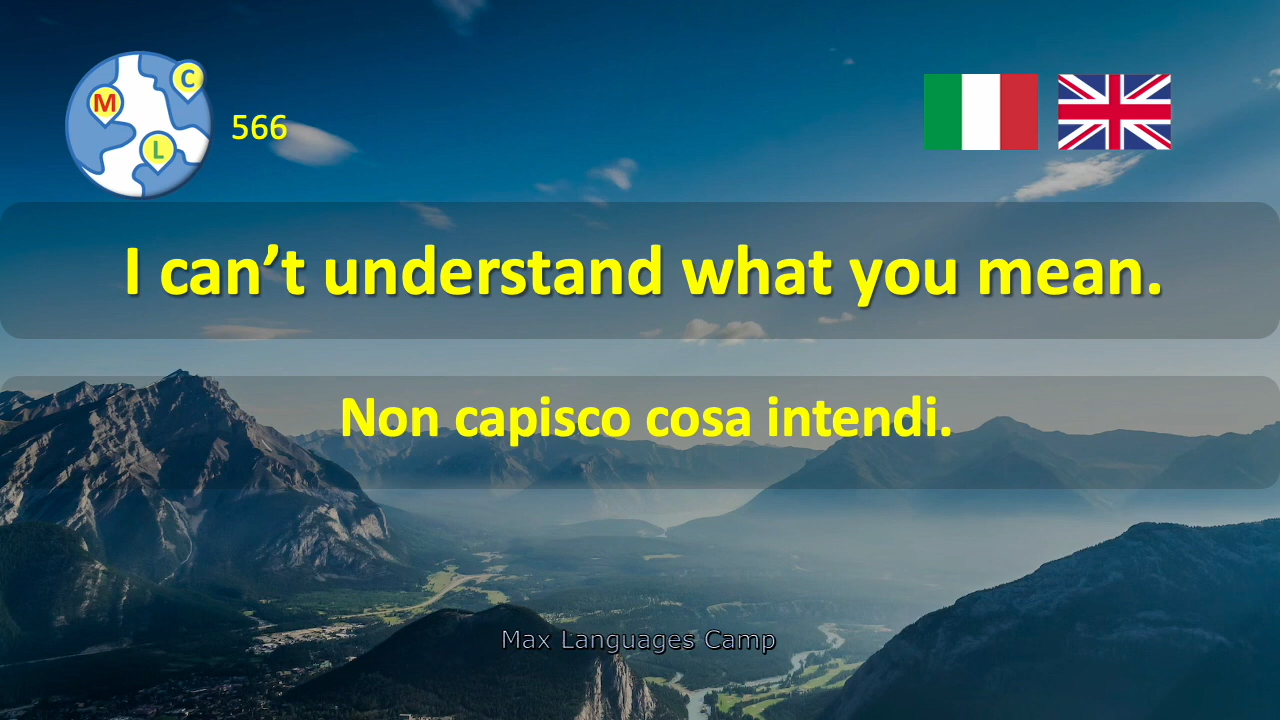 M
C
L
566
I can’t understand what you mean.
Non capisco cosa intendi.
Max Languages Camp